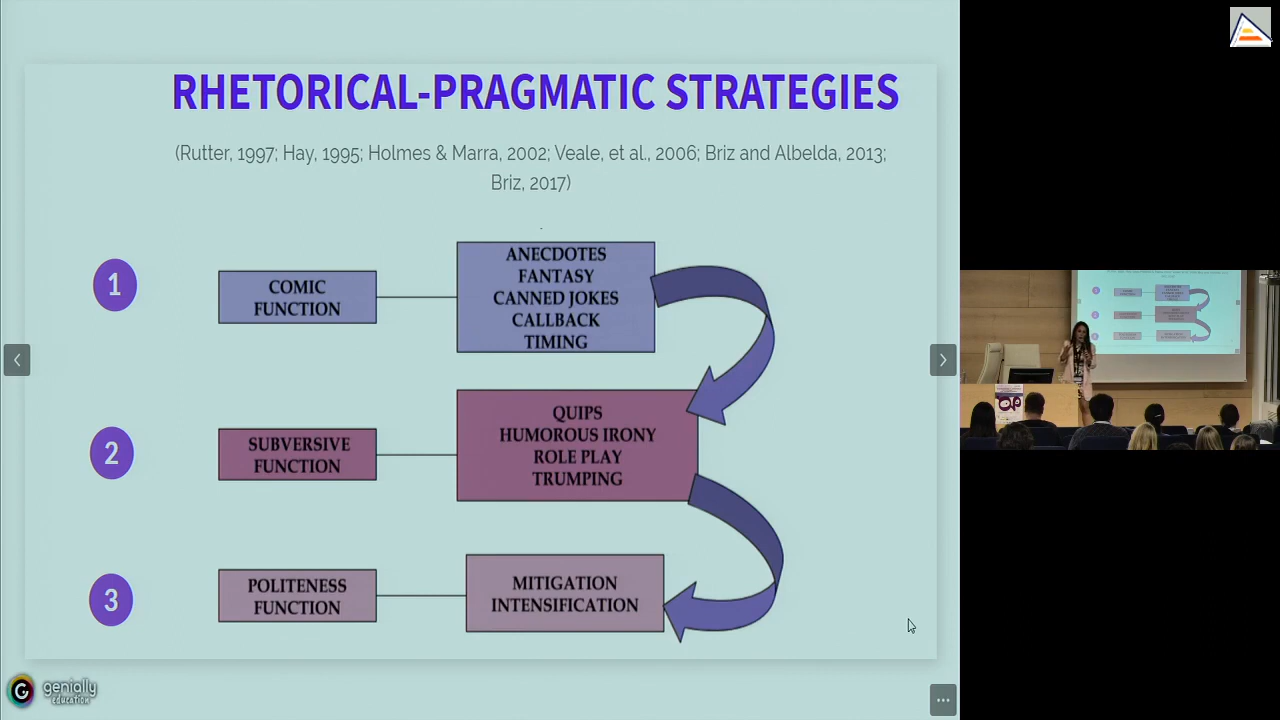 RHETORICAL-PRAGMATIC STRATEGIES
(Rutter, 1997; Hay, 1995; Holmes & Marra, 2002; Veale, et al., 2006; Briz and Albelda, 2013;
Briz, 2017)
1
COMIC
FUNCTION
ANECDOTES
FANTASY
CANNED JOKES
CALLBACK
TIMING
2
SUBVERSIVE
FUNCTION
QUIPS
HUMOROUS IRONY
ROLE PLAY
TRUMPING
3
POLITENESS
FUNCTION
MITIGATION
INTENSIFICATION
G
genially
education